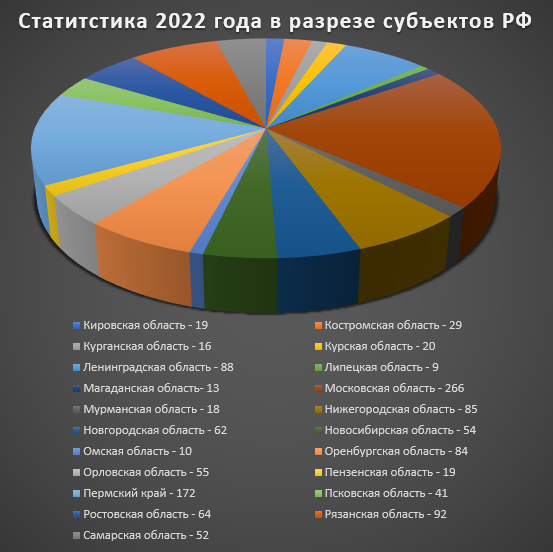 Статитстика 2022 года в разрезе субъектов РФ
Кировская область - 19
Костромская область - 29
Курганская область - 16
Курская область - 20
Ленинградская область - 88
Липецкая область - 9
Магаданская область- 13
Московская область - 266
Мурманская область - 18
Нижегородская область - 85
Новгородская область - 62
Новосибирская область - 54
Омская область - 10
Оренбургская область - 84
Орловская область - 55
Пензенская область - 19
Пермский край - 172
Псковская область - 41
Ростовская область - 64
Рязанская область - 92
Самарская область - 52